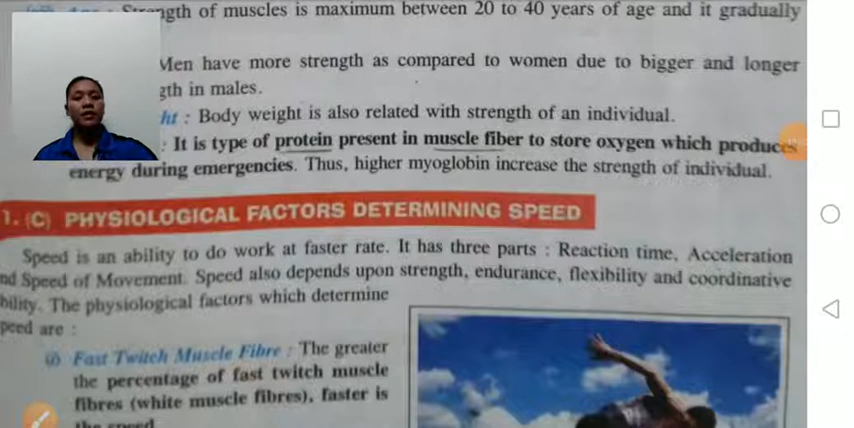 Strength of muscles is maximum between 20 to 40 years of age and it gradually
Men have more strength as compared to women due to bigger and longer
gth in males.
ht : Body weight is also related with strength of an individual.
: It is type of protein present in muscle fiber to store oxygen which produces
energy during emergencies. Thus, higher myoglobin increase the strength of individual.
1. (C) PHYSIOLOGICAL FACTORS DETERMINING SPEED
Speed is an ability to do work at faster rate. It has three parts : Reaction time, Acceleration
nd Speed of Movement. Speed also depends upon strength, endurance, flexibility and coordinative
bility. The physiological factors which determine
peed are :
(i) Fast Twitch Muscle Fibre : The greater
the percentage of fast twitch muscle
fibres (white muscle fibres), faster is
the speed